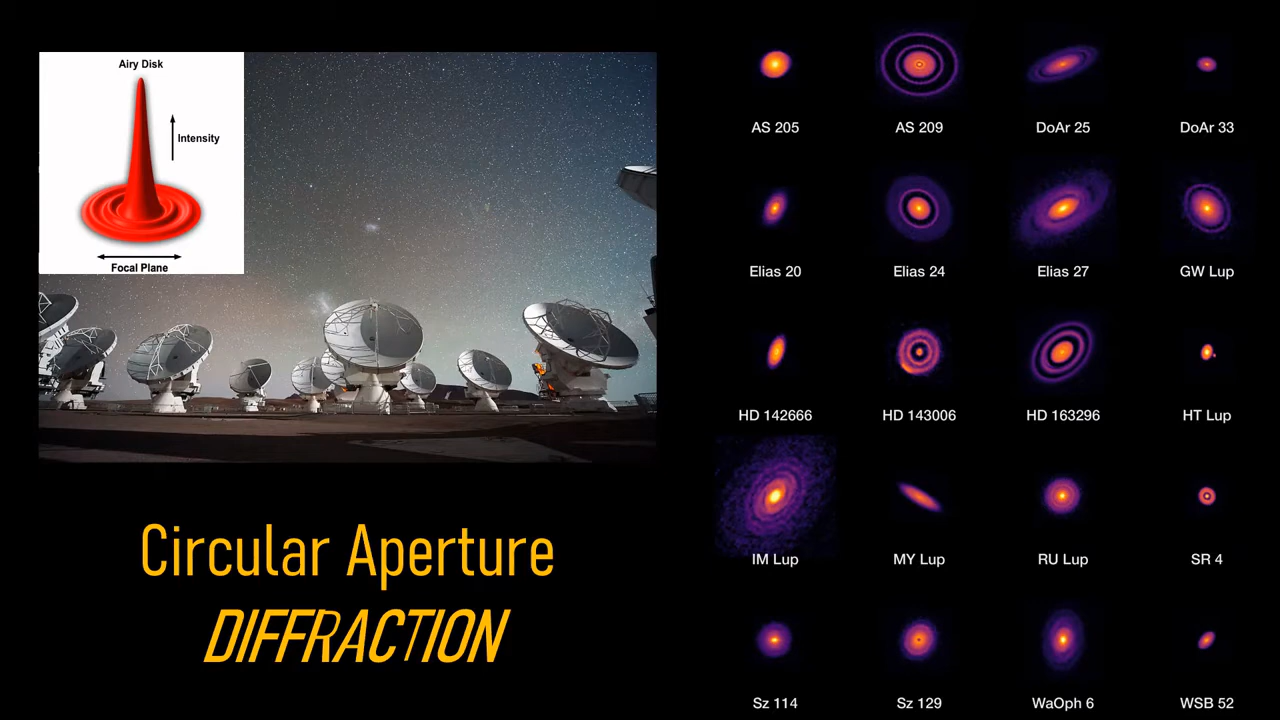 Airy Disk
Intensity
Focal Plane
Circular Aperture
DIFFRACTION
AS 205
AS 209
DoAr 25
DoAr 33
Elias 20
Elias 24
Elias 27
GW Lup
HD 142666
HD 143006
HD 163296
HT Lup
IM Lup
MY Lup
RU Lup
SR 4
Sz 114
Sz 129
WaOph 6
WSB 52